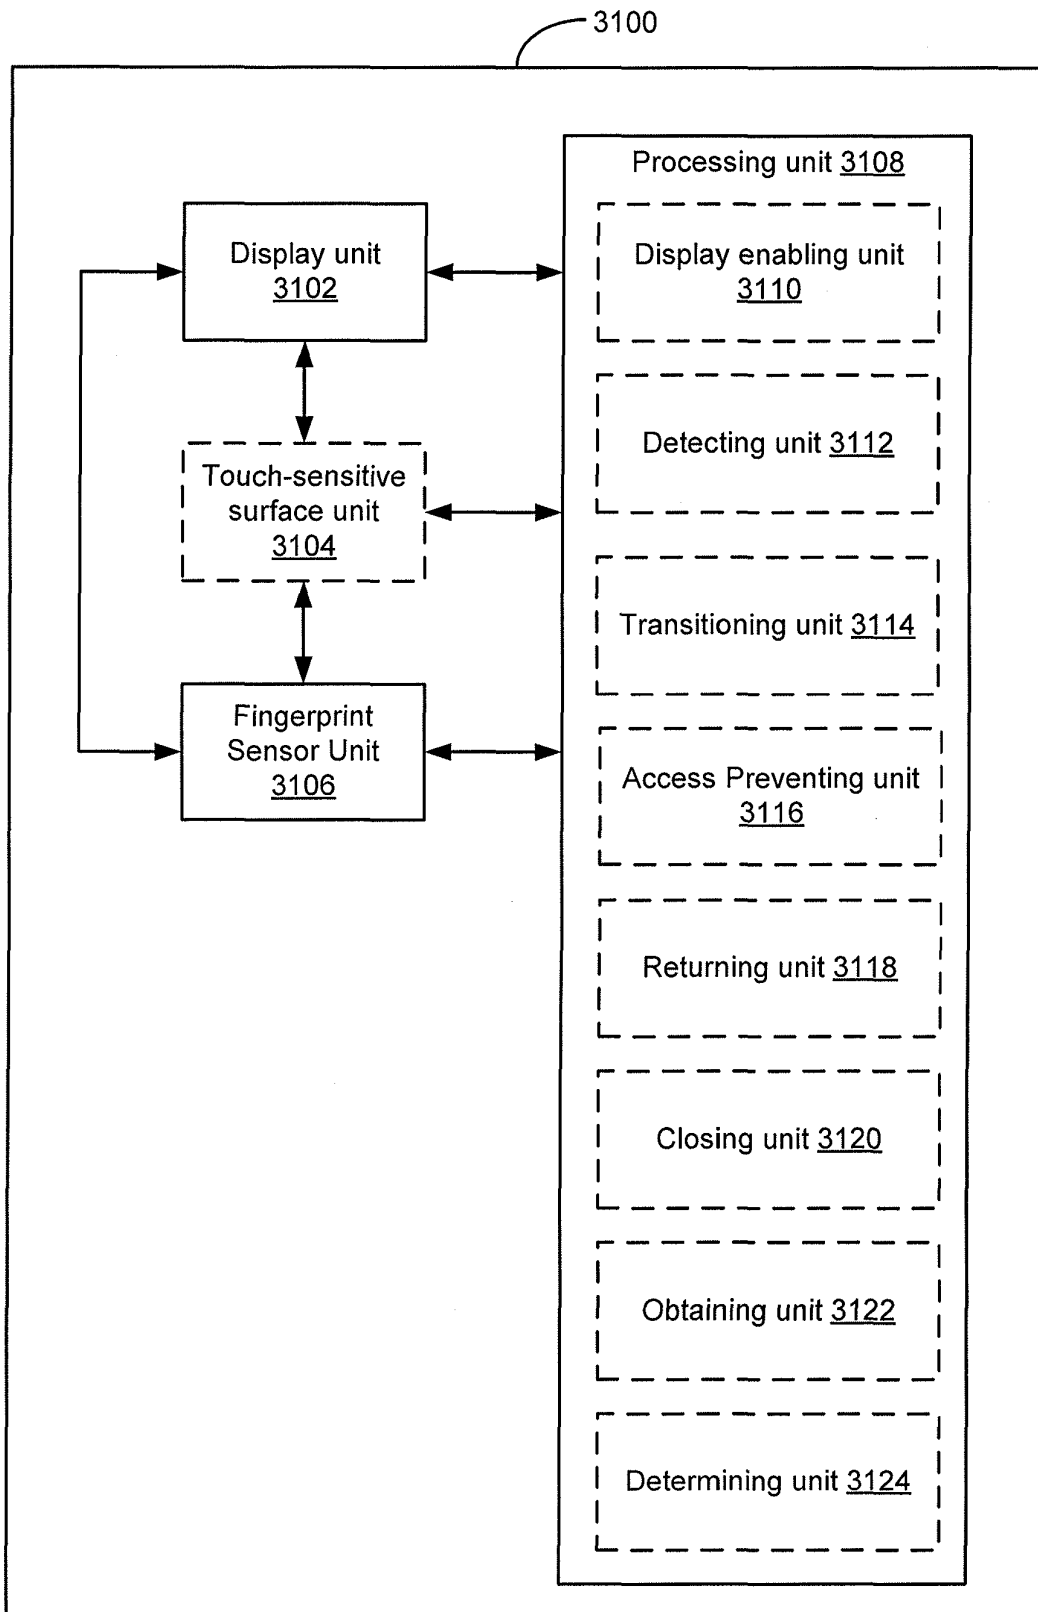 3100
Processing unit 3108
Display unit
3102
Display enabling unit
3110
Detecting unit 3112
Touch-sensitive
surface unit
3104
Transitioning unit 3114
Fingerprint
Sensor Unit
3106
Access Preventing unit
3116
Returning unit 3118
Closing unit 3120
Obtaining unit 3122
Determining unit 3124